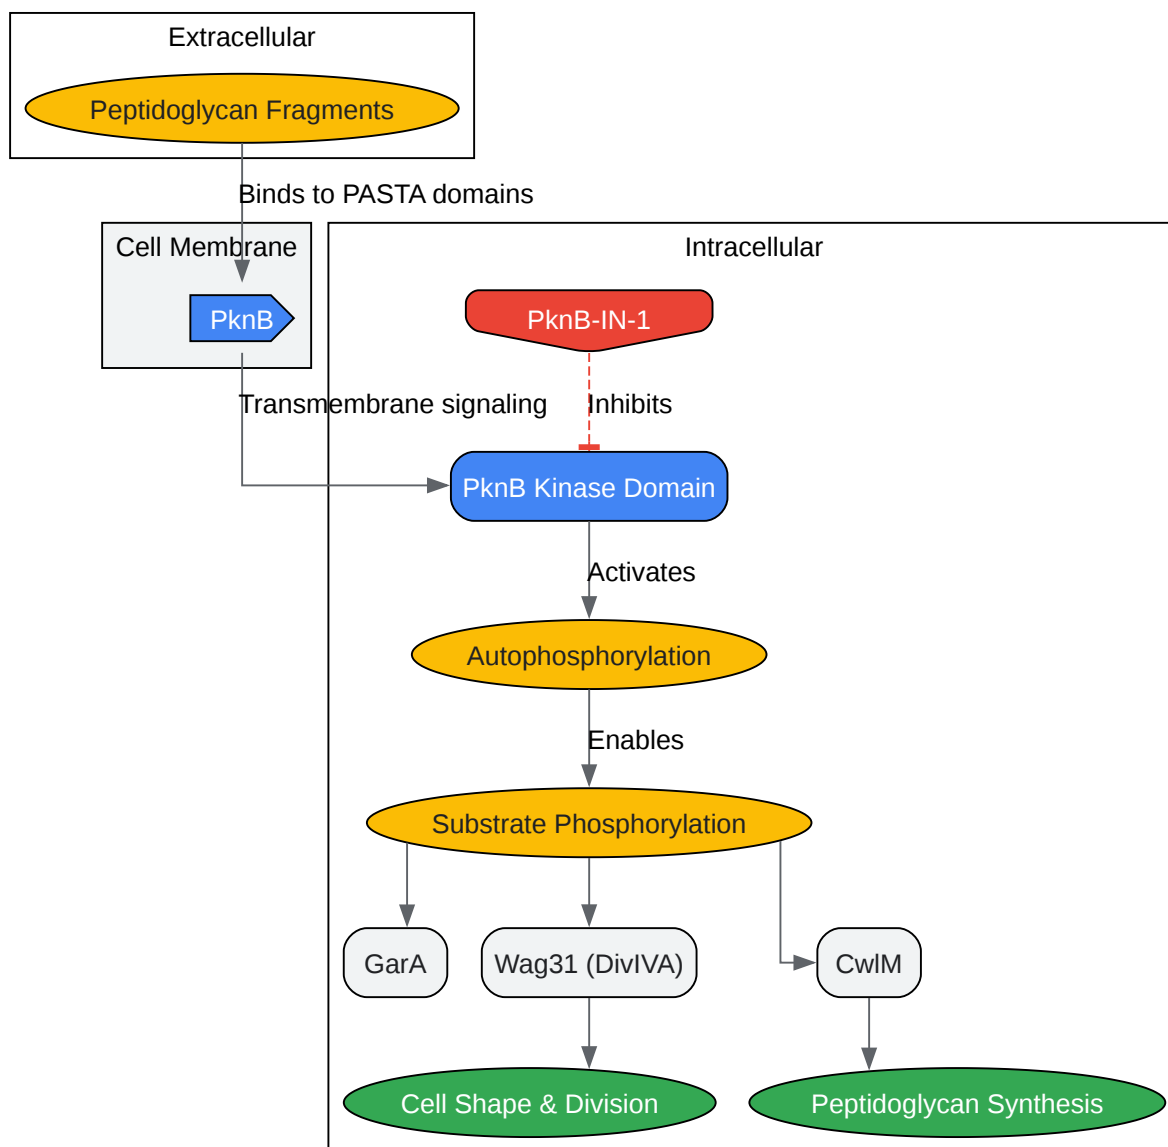 Extracellular
Peptidoglycan Fragments
Binds to PASTA domains
Cell Membrane
Intracellular
PknB
PknB-IN-1
Transmembrane signaling
Inhibits
PknB Kinase Domain
Activates
Autophosphorylation
Enables
Substrate Phosphorylation
GarA
Wag31 (DivIVA)
CwlM
Cell Shape & Division
Peptidoglycan Synthesis